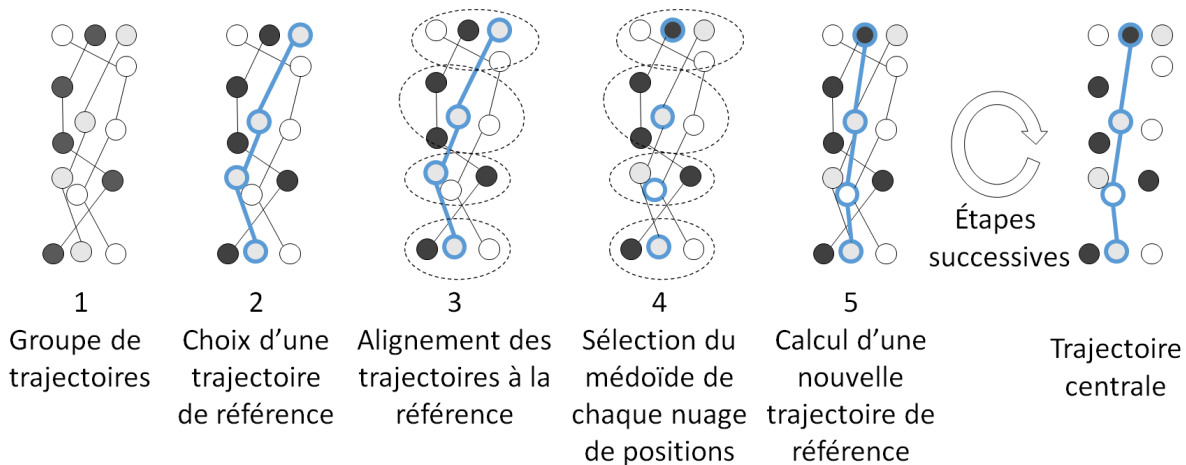 1
Groupe de
trajectoires
2
Choix d'une
trajectoire
de référence
3
Alignement des
trajectoires à la
référence
4
Sélection du
médoïde de
chaque nuage
de positions
5
Calcul d'une
nouvelle
trajectoire de
référence
Étapes
successives
Trajectoire
centrale